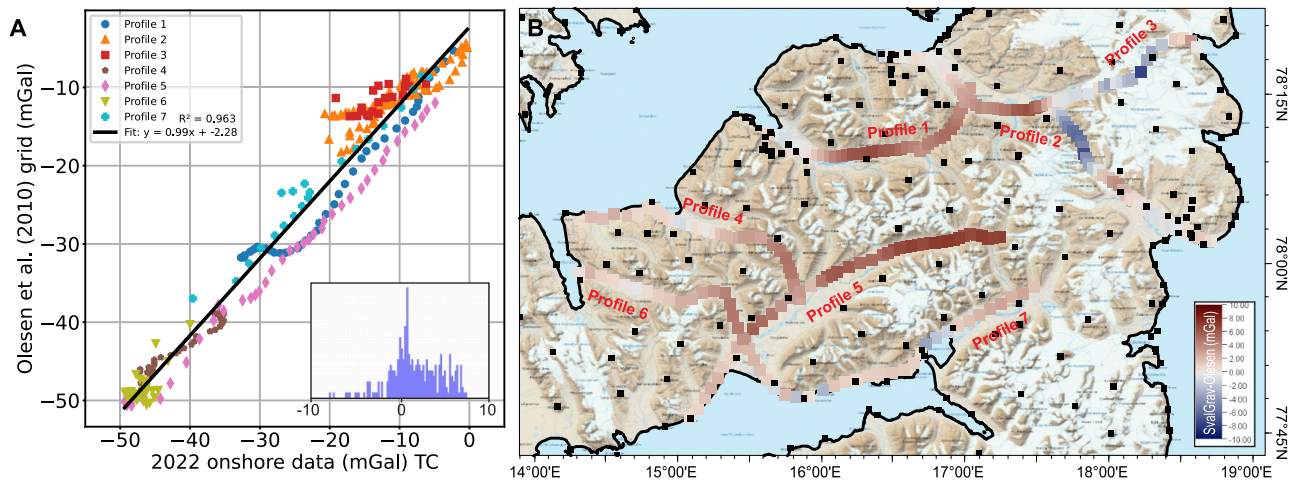 A
Profile 1
Profile 2
Profile 3
Profile 4
Profile 5
Profile 6
Profile 7 R² = 0.963
Fit: y = 0.99x + -2.28
Olesen et al. (2010) grid (mGal)
−10
−20
−30
−40
−50
−50 −40 −30 −20 −10 0
2022 onshore data (mGal) TC
-10 0 10
B
Profile 3
Profile 1
Profile 2
Profile 4
Profile 5
Profile 6
Profile 7
SvalGrav-Olesen (mGal)
10.00
8.00
6.00
4.00
2.00
0.00
-2.00
-4.00
-6.00
-8.00
-10.00
78°15'N
78°00'N
77°45'N
14°00'E 15°00'E 16°00'E 17°00'E 18°00'E 19°00'E